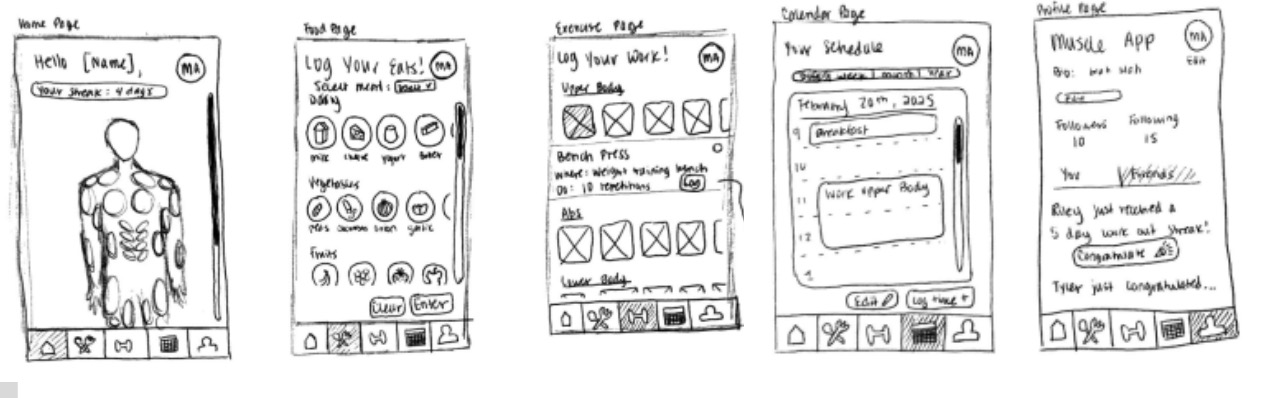 Home Page
Hello [Name],
MA
Your streak: 4 days
Food Page
Log Your Eats!
MA
Select meal:
Dairy
milk cheese yogurt butter
Vegetables
peas onion garlic
Fruits
Clear Enter
Exercise Page
Log Your Work!
MA
Upper Body
Bench Press
Where: Weight training bench
Do: 10 repetitions Log
Abs
Lower Body
Calendar Page
Your Schedule
MA
week | month | Year
February 20th, 2025
9 Breakfast
10
11 Work upper Body
12
1
Edit Log time +
Profile Page
Muscle App
MA
Edit
Bio:
Edit
Followers Following
10 15
You Friends
Riley just received a
5 day work out streak!
Congratulate
Tyler just congratulated...